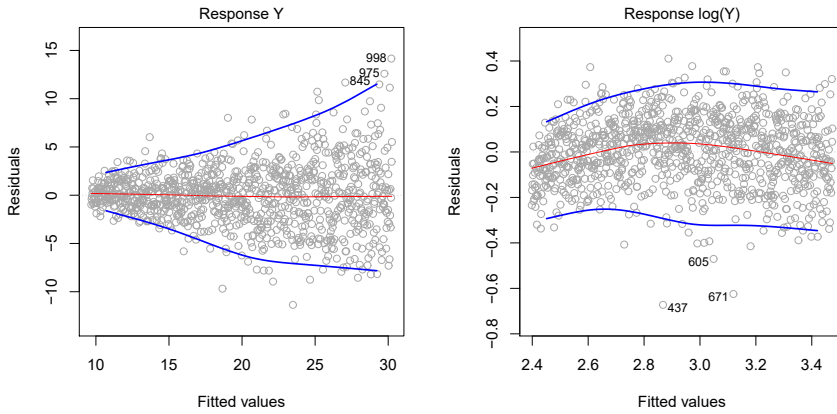 Response Y
Residuals
15
10
5
0
−5
−10
998
975
845
10 15 20 25 30
Fitted values
Response log(Y)
Residuals
0.4
0.2
0.0
−0.2
−0.4
−0.6
−0.8
605
437
671
2.4 2.6 2.8 3.0 3.2 3.4
Fitted values